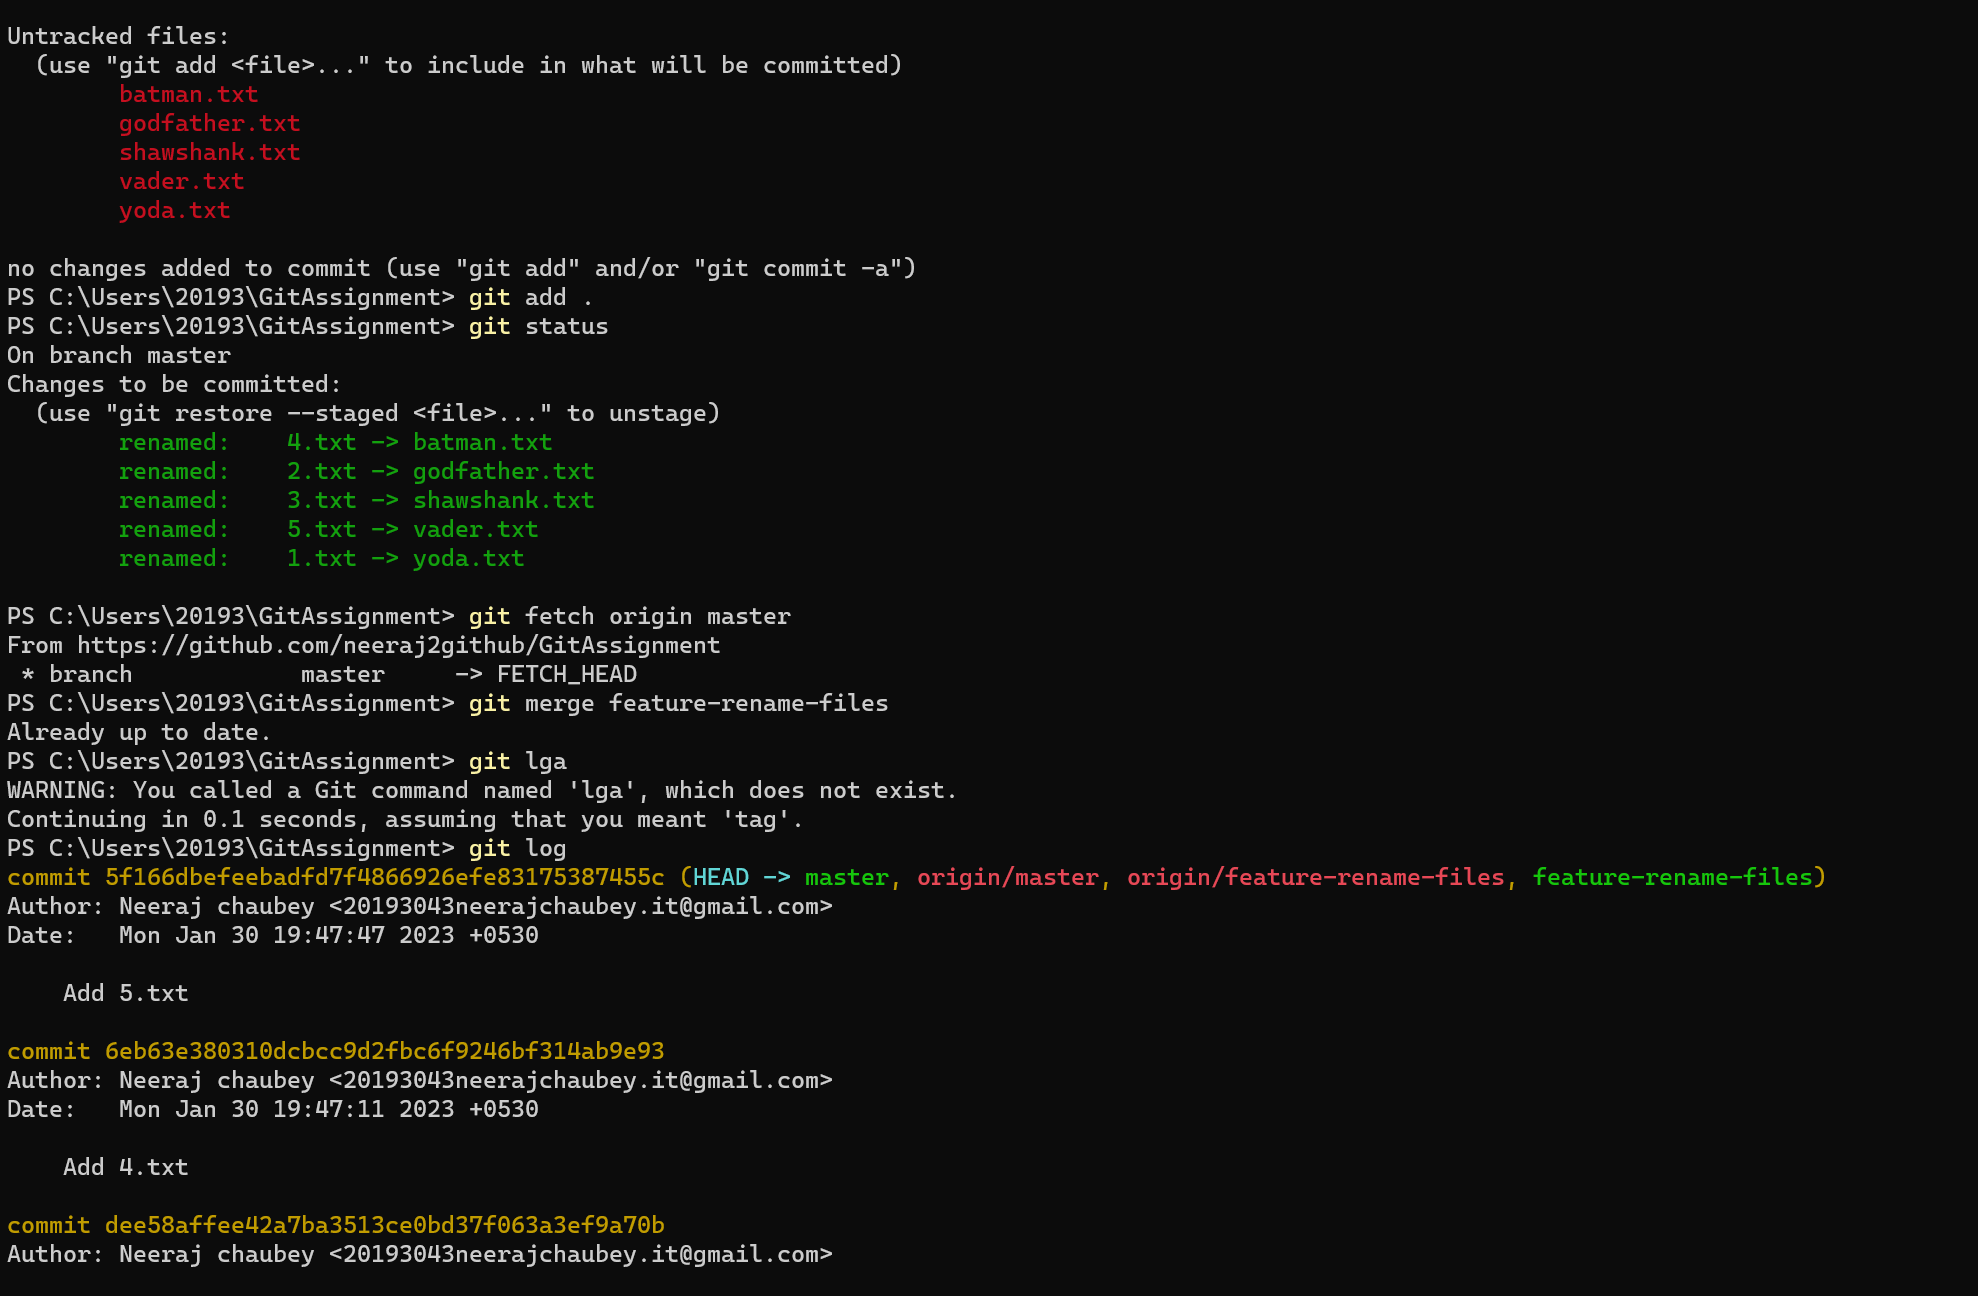 Untracked files:
  (use "git add <file>..." to include in what will be committed)
        batman.txt
        godfather.txt
        shawshank.txt
        vader.txt
        yoda.txt

no changes added to commit (use "git add" and/or "git commit -a")
PS C:\Users\20193\GitAssignment> git add .
PS C:\Users\20193\GitAssignment> git status
On branch master
Changes to be committed:
  (use "git restore --staged <file>..." to unstage)
        renamed:    4.txt -> batman.txt
        renamed:    2.txt -> godfather.txt
        renamed:    3.txt -> shawshank.txt
        renamed:    5.txt -> vader.txt
        renamed:    1.txt -> yoda.txt

PS C:\Users\20193\GitAssignment> git fetch origin master
From https://github.com/neeraj2github/GitAssignment
 * branch            master     -> FETCH_HEAD
PS C:\Users\20193\GitAssignment> git merge feature-rename-files
Already up to date.
PS C:\Users\20193\GitAssignment> git lga
WARNING: You called a Git command named 'lga', which does not exist.
Continuing in 0.1 seconds, assuming that you meant 'tag'.
PS C:\Users\20193\GitAssignment> git log
commit 5f166dbefeebadfd7f4866926efe83175387455c (HEAD -> master, origin/master, origin/feature-rename-files, feature-rename-files)
Author: Neeraj chaubey <20193043neerajchaubey.it@gmail.com>
Date:   Mon Jan 30 19:47:47 2023 +0530

    Add 5.txt

commit 6eb63e380310dcbcc9d2fbc6f9246bf314ab9e93
Author: Neeraj chaubey <20193043neerajchaubey.it@gmail.com>
Date:   Mon Jan 30 19:47:11 2023 +0530

    Add 4.txt

commit dee58affee42a7ba3513ce0bd37f063a3ef9a70b
Author: Neeraj chaubey <20193043neerajchaubey.it@gmail.com>